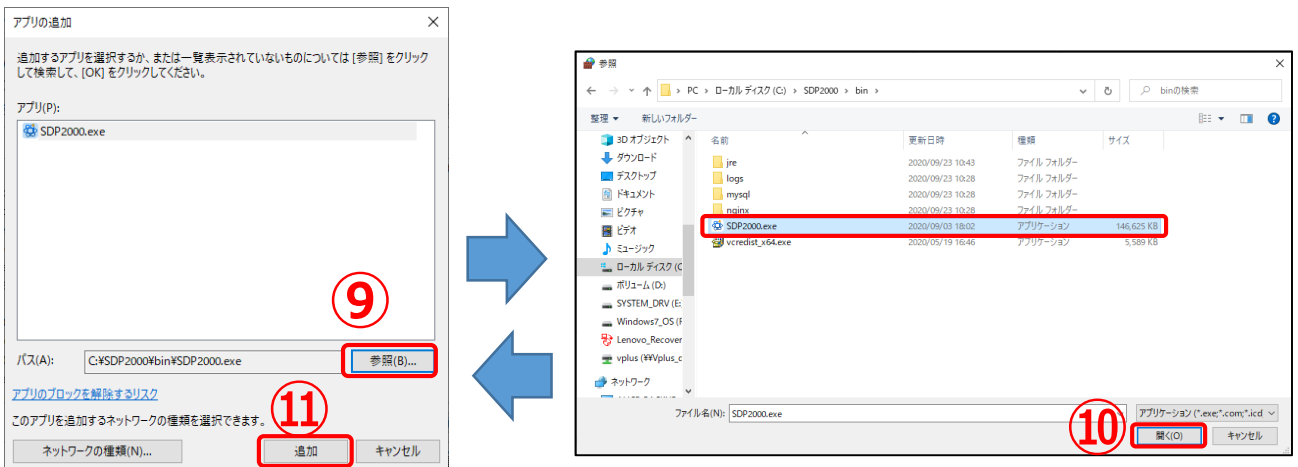 アプリの追加
追加するアプリを選択するか、または一覧表示されていないものについては [参照] をクリック
して検索して、[OK] をクリックしてください。
アプリ(P):
SDP2000.exe
⑨
パス(A): C:¥SDP2000¥bin¥SDP2000.exe 参照(B)...
アプリのブロックを解除するリスク
⑪
このアプリを追加するネットワークの種類を選択できます。
ネットワークの種類(N)... 追加 キャンセル
参照
PC › ローカル ディスク (C:) › SDP2000 › bin ›
binの検索
整理 新しいフォルダー
3D オブジェクト
ダウンロード
デスクトップ
ドキュメント
ピクチャ
ビデオ
ミュージック
ローカル ディスク (C
ボリューム (D:)
SYSTEM_DRV (E:
Windows7_OS (F
Lenovo_Recover
vplus (¥¥Vplus_c
ネットワーク
名前 更新日時 種類 サイズ
jre 2020/09/23 10:43 ファイル フォルダー
logs 2020/09/23 10:28 ファイル フォルダー
mysql 2020/09/23 10:28 ファイル フォルダー
nginx 2020/09/23 10:28 ファイル フォルダー
SDP2000.exe 2020/09/03 18:02 アプリケーション 146,625 KB
vcredist_x64.exe 2020/05/19 16:46 アプリケーション 5,589 KB
ファイル名(N): SDP2000.exe アプリケーション (*.exe;*.com;*.icd
⑩
開く(O) キャンセル